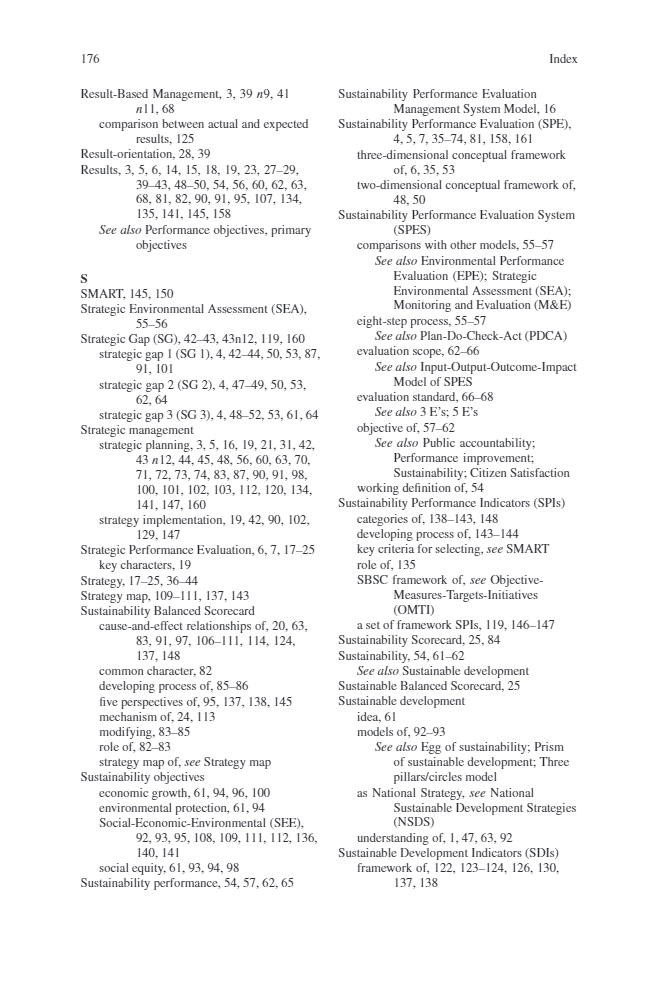 176
Index
Result-Based Management, 3, 39 n9, 41
n11, 68
comparison between actual and expected
results, 125
Result-orientation, 28, 39
Results, 3, 5, 6, 14, 15, 18, 19, 23, 27–29,
39–43, 48–50, 54, 56, 60, 62, 63,
68, 81, 82, 90, 91, 95, 107, 134,
135, 141, 145, 158
See also Performance objectives, primary
objectives
S
SMART, 145, 150
Strategic Environmental Assessment (SEA),
55–56
Strategic Gap (SG), 42–43, 43n12, 119, 160
strategic gap 1 (SG 1), 4, 42–44, 50, 53, 87,
91, 101
strategic gap 2 (SG 2), 4, 47–49, 50, 53,
62, 64
strategic gap 3 (SG 3), 4, 48–52, 53, 61, 64
Strategic management
strategic planning, 3, 5, 16, 19, 21, 31, 42,
43 n12, 44, 45, 48, 56, 60, 63, 70,
71, 72, 73, 74, 83, 87, 90, 91, 98,
100, 101, 102, 103, 112, 120, 134,
141, 147, 160
strategy implementation, 19, 42, 90, 102,
129, 147
Strategic Performance Evaluation, 6, 7, 17–25
key characters, 19
Strategy, 17–25, 36–44
Strategy map, 109–111, 137, 143
Sustainability Balanced Scorecard
cause-and-effect relationships of, 20, 63,
83, 91, 97, 106–111, 114, 124,
137, 148
common character, 82
developing process of, 85–86
five perspectives of, 95, 137, 138, 145
mechanism of, 24, 113
modifying, 83–85
role of, 82–83
strategy map of, see Strategy map
Sustainability objectives
economic growth, 61, 94, 96, 100
environmental protection, 61, 94
Social-Economic-Environmental (SEE),
92, 93, 95, 108, 109, 111, 112, 136,
140, 141
social equity, 61, 93, 94, 98
Sustainability performance, 54, 57, 62, 65
Sustainability Performance Evaluation
Management System Model, 16
Sustainability Performance Evaluation (SPE),
4, 5, 7, 35–74, 81, 158, 161
three-dimensional conceptual framework
of, 6, 35, 53
two-dimensional conceptual framework of,
48, 50
Sustainability Performance Evaluation System
(SPES)
comparisons with other models, 55–57
See also Environmental Performance
Evaluation (EPE); Strategic
Environmental Assessment (SEA);
Monitoring and Evaluation (M&E)
eight-step process, 55–57
See also Plan-Do-Check-Act (PDCA)
evaluation scope, 62–66
See also Input-Output-Outcome-Impact
Model of SPES
evaluation standard, 66–68
See also 3 E's; 5 E's
objective of, 57–62
See also Public accountability;
Performance improvement;
Sustainability; Citizen Satisfaction
working definition of, 54
Sustainability Performance Indicators (SPIs)
categories of, 138–143, 148
developing process of, 143–144
key criteria for selecting, see SMART
role of, 135
SBSC framework of, see Objective-
Measures-Targets-Initiatives
(OMTI)
a set of framework SPIs, 119, 146–147
Sustainability Scorecard, 25, 84
Sustainability, 54, 61–62
See also Sustainable development
Sustainable Balanced Scorecard, 25
Sustainable development
idea, 61
models of, 92–93
See also Egg of sustainability; Prism
of sustainable development; Three
pillars/circles model
as National Strategy, see National
Sustainable Development Strategies
(NSDS)
understanding of, 1, 47, 63, 92
Sustainable Development Indicators (SDIs)
framework of, 122, 123–124, 126, 130,
137, 138